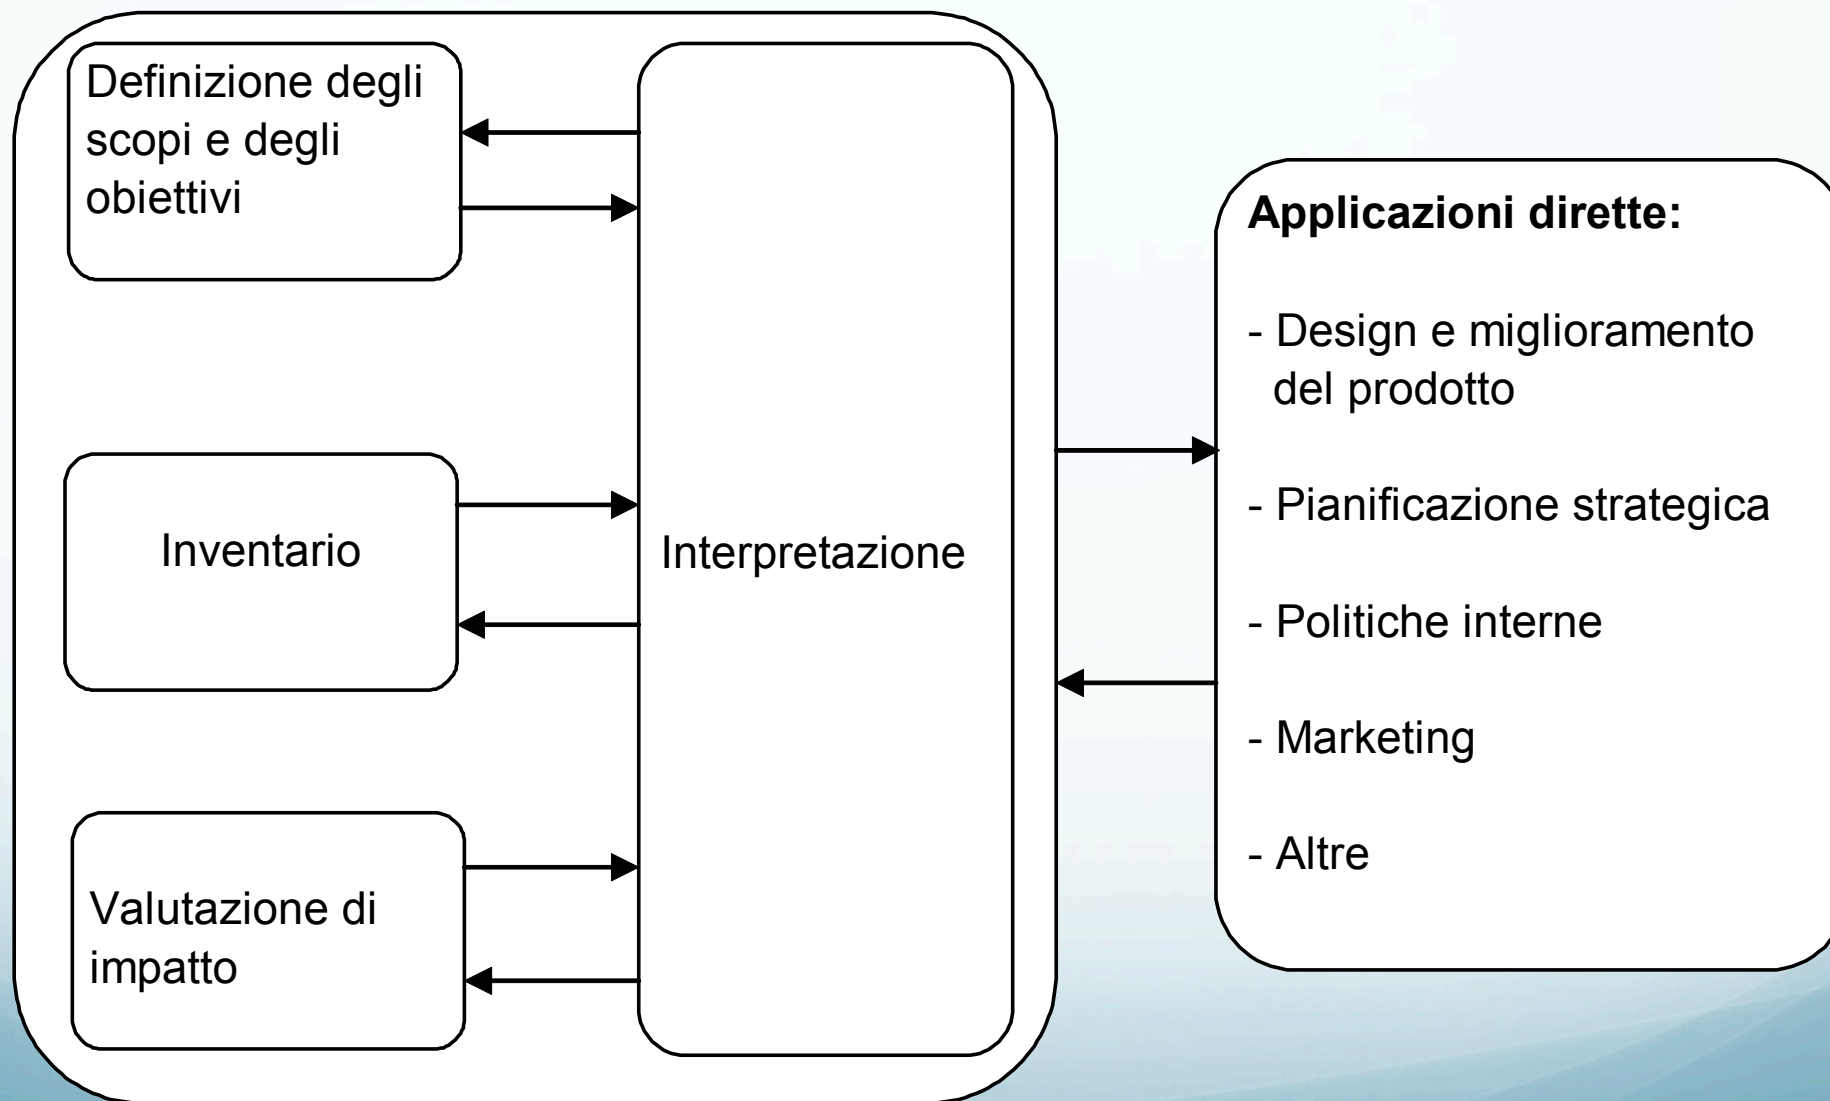 Definizione degli
scopi e degli
obiettivi
Inventario
Valutazione di
impatto
Interpretazione
Applicazioni dirette:
- Design e miglioramento
del prodotto
- Pianificazione strategica
- Politiche interne
- Marketing
- Altre